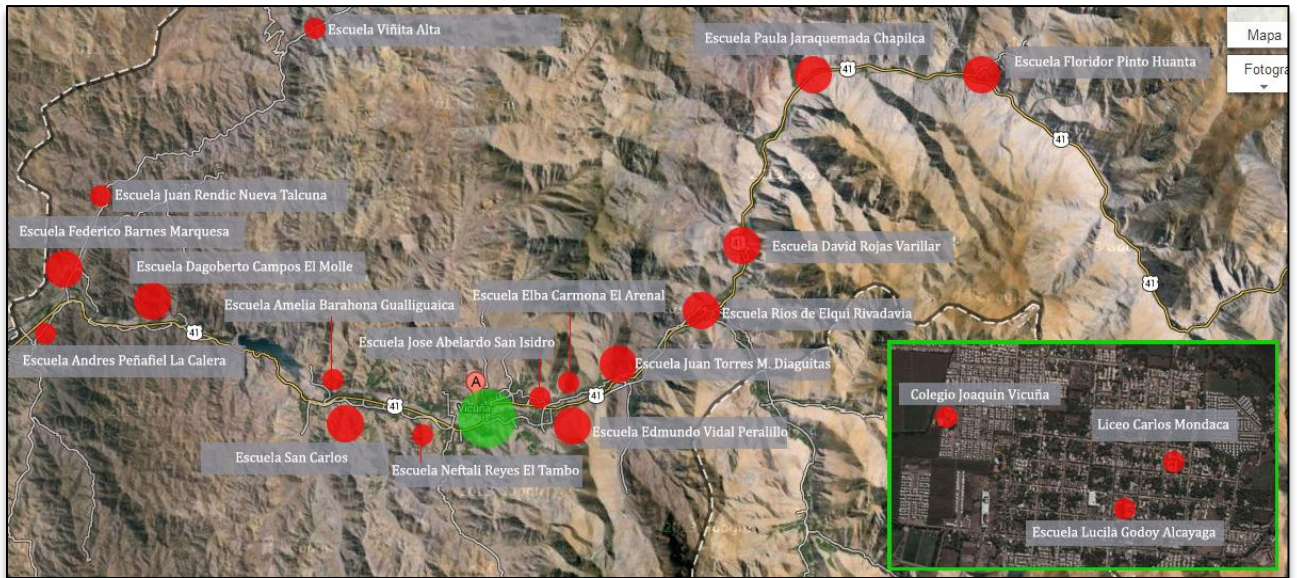 Escuela Viñita Alta
Escuela Paula Jaraquemada Chapilca
Mapa
Escuela Floridor Pinto Huanta
Fotogra
41
41
41
Escuela Juan Rendic Nueva Talcuna
Escuela Federico Barnes Marquesa
41
Escuela David Rojas Varillar
Escuela Dagoberto Campos El Molle
Escuela Amelia Barahona Gualliguaica
Escuela Elba Carmona El Arenal
Escuela Rios de Elqui Rivadavia
41
Escuela Jose Abelardo San Isidro
Escuela Andres Peñafiel La Calera
Escuela Juan Torres M. Diaguitas
A
41
41
Vicuña
Colegio Joaquin Vicuña
Liceo Carlos Mondaca
Escuela Edmundo Vidal Peralillo
Escuela San Carlos
Escuela Neftali Reyes El Tambo
Escuela Lucila Godoy Alcayaga